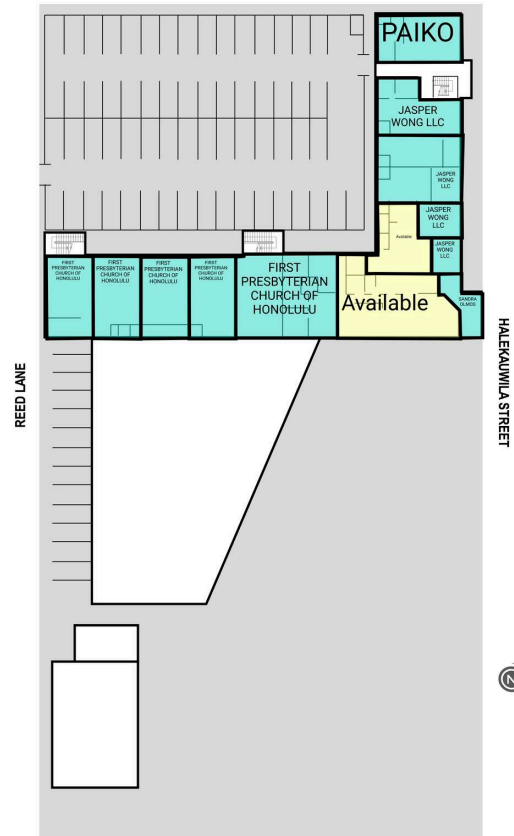 PAIKO
JASPER
WONG LLC
JASPER
WONG
LLC
JASPER
WONG
LLC
Available
JASPER
WONG
LLC
FIRST
PRESBYTERIAN
CHURCH OF
HONOLULU
FIRST
PRESBYTERIAN
CHURCH OF
HONOLULU
FIRST
PRESBYTERIAN
CHURCH OF
HONOLULU
FIRST
PRESBYTERIAN
CHURCH OF
HONOLULU
FIRST
PRESBYTERIAN
CHURCH OF
HONOLULU
Available
SANDRA
OLMOS
REED LANE
HALEKAUWILA STREET
N